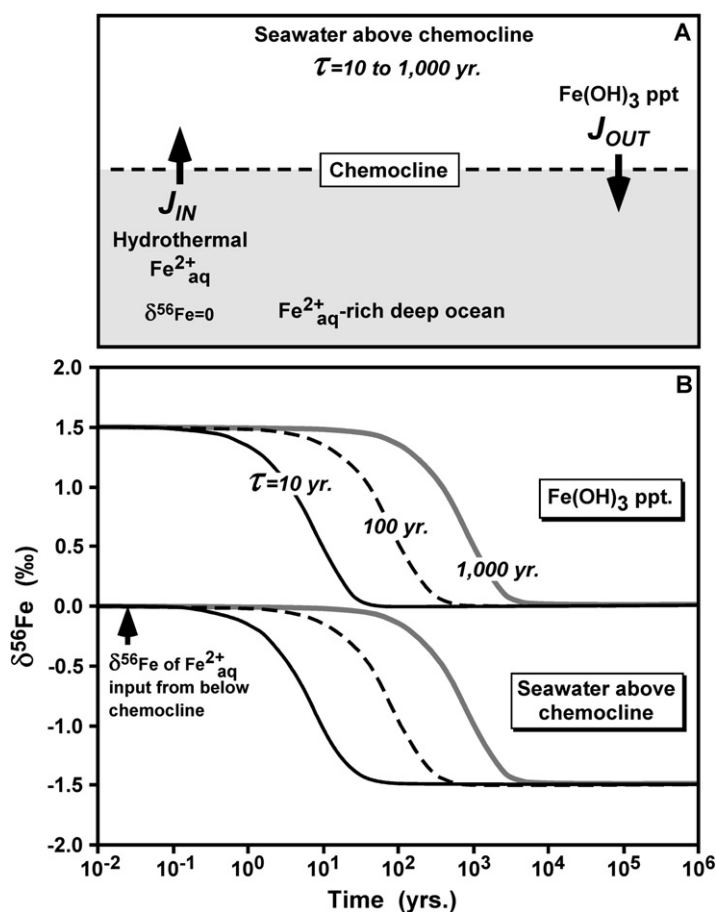 A
Seawater above chemocline
τ=10 to 1,000 yr.
Fe(OH)3 ppt
JOUT
Chemocline
JIN
Hydrothermal
Fe2+aq
δ56Fe=0
Fe2+aq-rich deep ocean
B
2.0
1.5
1.0
0.5
0.0
-0.5
-1.0
-1.5
-2.0
δ56Fe (‰)
τ=10 yr.
100 yr.
1,000 yr.
Fe(OH)3 ppt.
δ56Fe of Fe2+aq
input from below
chemocline
Seawater above
chemocline
10-2 10-1 100 101 102 103 104 105 106
Time (yrs.)